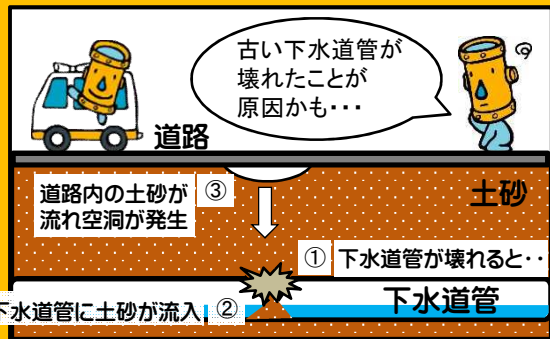 古い下水道管が
壊れたことが
原因かも・・・
道路
土砂
道路内の土砂が ③
流れ空洞が発生
① 下水道管が壊れると・・
下水道管
下水道管に土砂が流入 ②